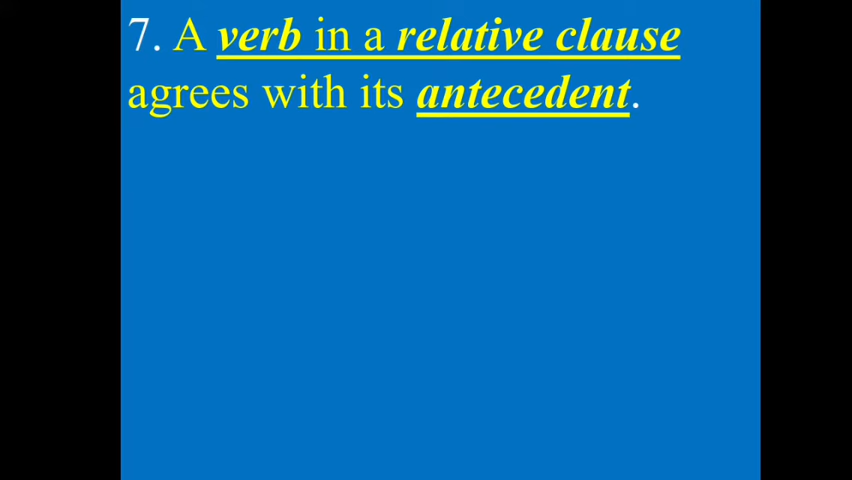 7. A verb in a relative clause
agrees with its antecedent.